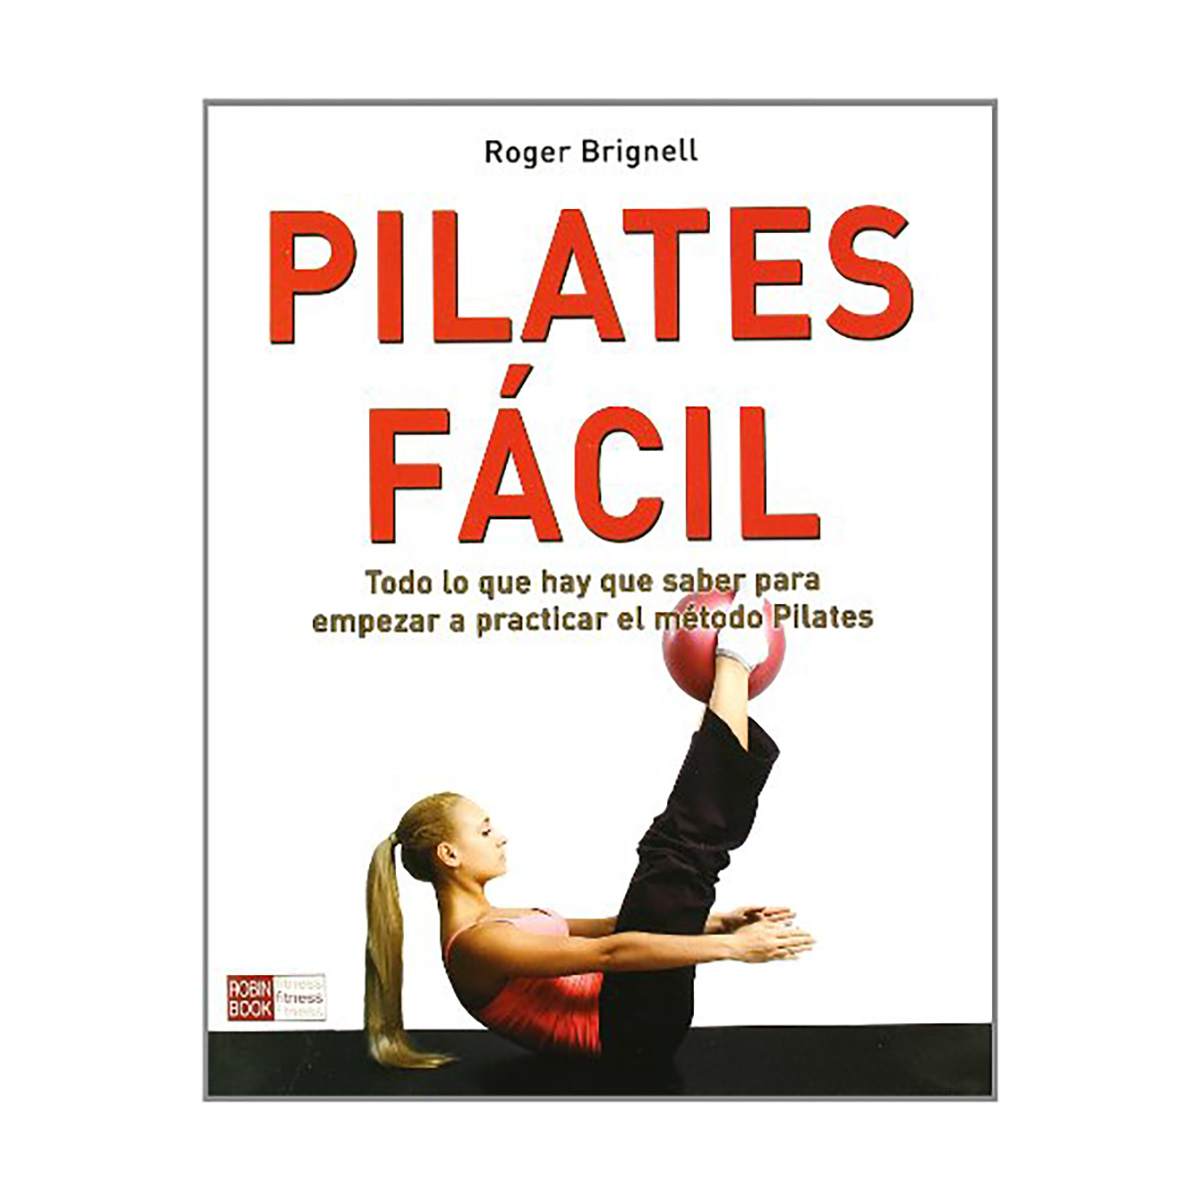 Roger Brignell
PILATES
FÁCIL
Todo lo que hay que saber para
empezar a practicar el método Pilates
ROBIN
BOOK
fitness
fitness
fitness